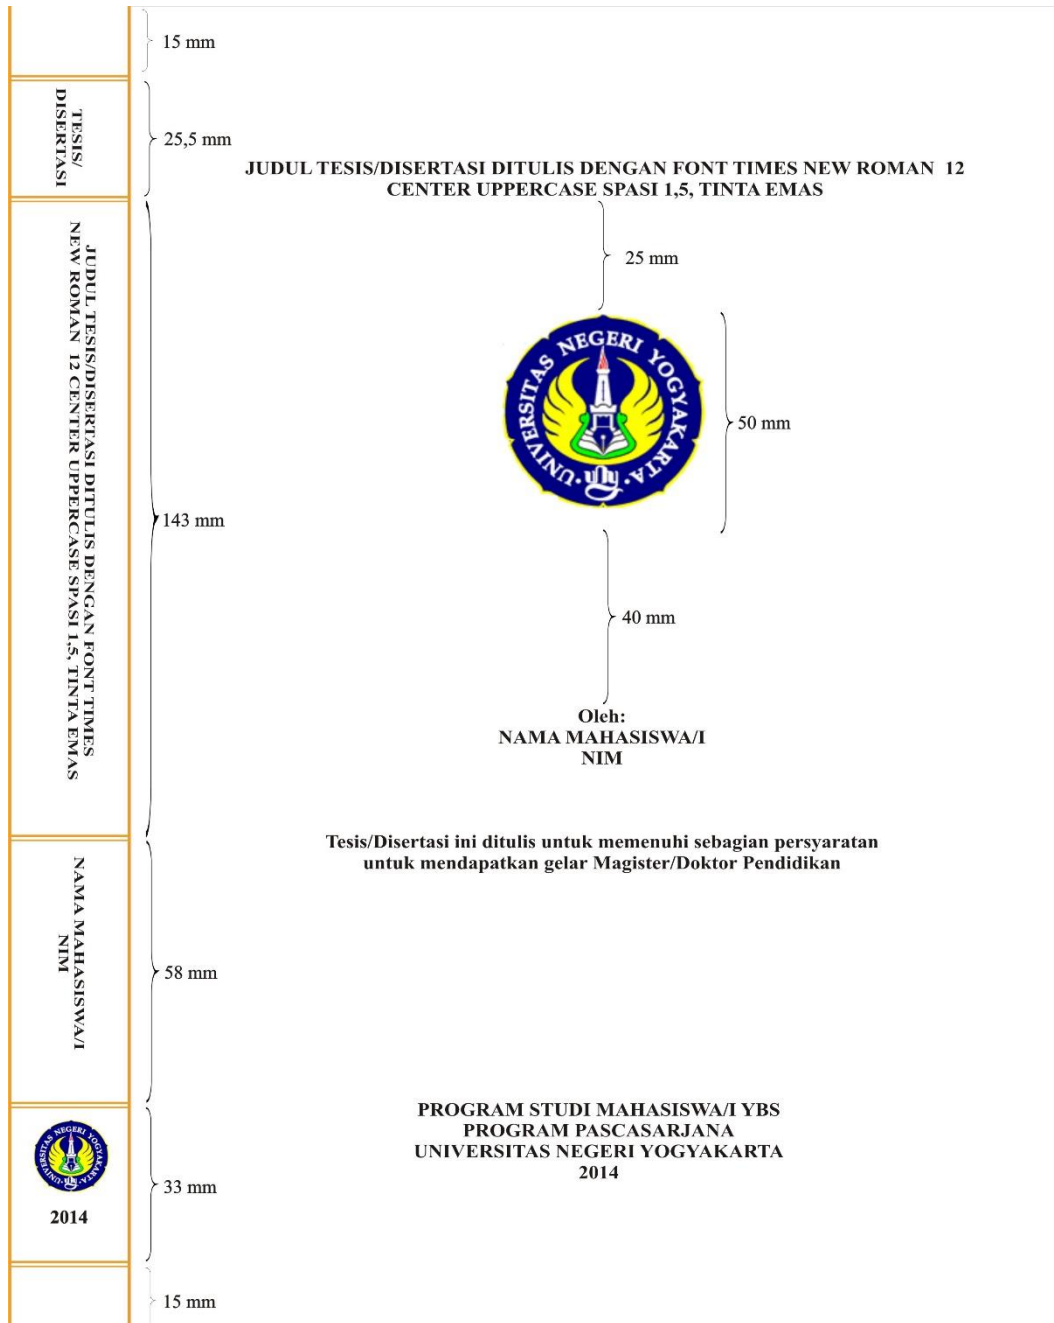 15 mm
TESIS/
DISERTASI
25,5 mm
JUDUL TESIS/DISERTASI DITULIS DENGAN FONT TIMES NEW ROMAN 12
CENTER UPPERCASE SPASI 1,5, TINTA EMAS
25 mm
UNIVERSITAS NEGERI YOGYAKARTA
uny
50 mm
JUDUL TESIS/DISERTASI DITULIS DENGAN FONT TIMES
NEW ROMAN 12 CENTER UPPERCASE SPASI 1,5, TINTA EMAS
143 mm
40 mm
Oleh:
NAMA MAHASISWA/I
NIM
Tesis/Disertasi ini ditulis untuk memenuhi sebagian persyaratan
untuk mendapatkan gelar Magister/Doktor Pendidikan
NAMA MAHASISWA/I
NIM
58 mm
PROGRAM STUDI MAHASISWA/I YBS
PROGRAM PASCASARJANA
UNIVERSITAS NEGERI YOGYAKARTA
2014
UNIVERSITAS NEGERI YOGYAKARTA
2014
33 mm
15 mm